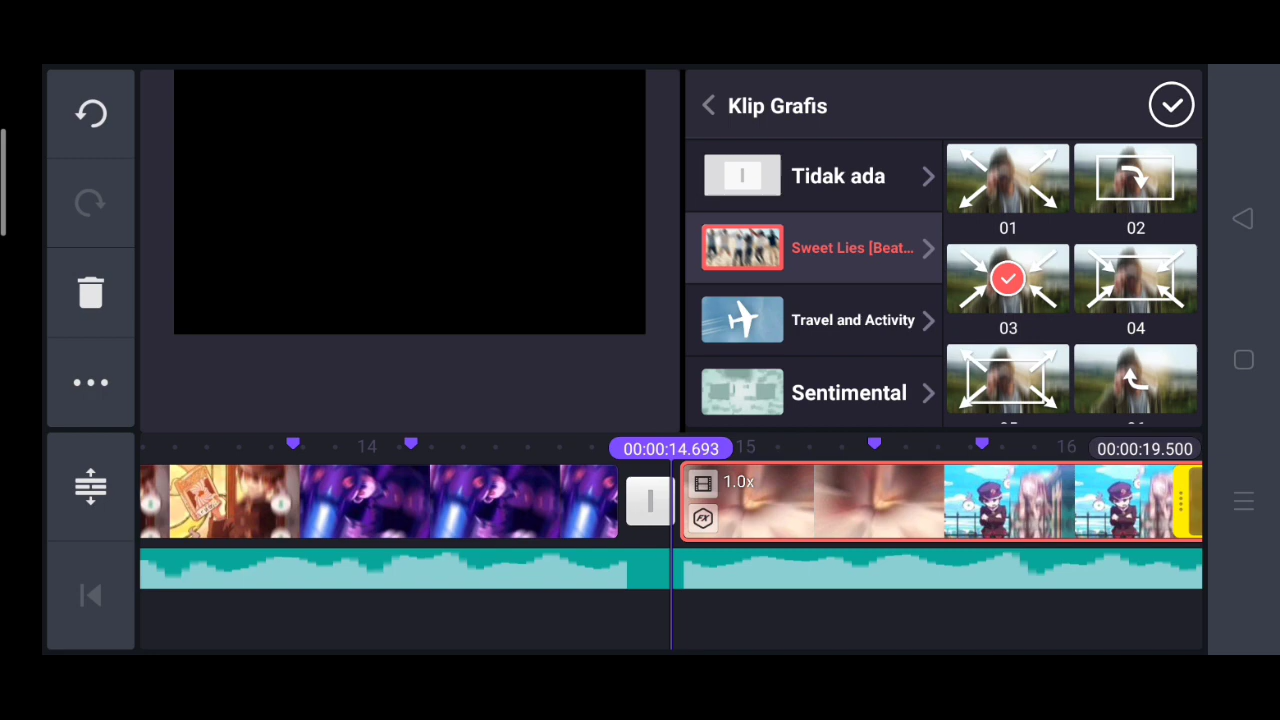 Klip Grafis
Tidak ada
Sweet Lies [Beat...
Travel and Activity
Sentimental
01
02
03
04
14
00:00:14.693
15
16
00:00:19.500
1.0x
FX